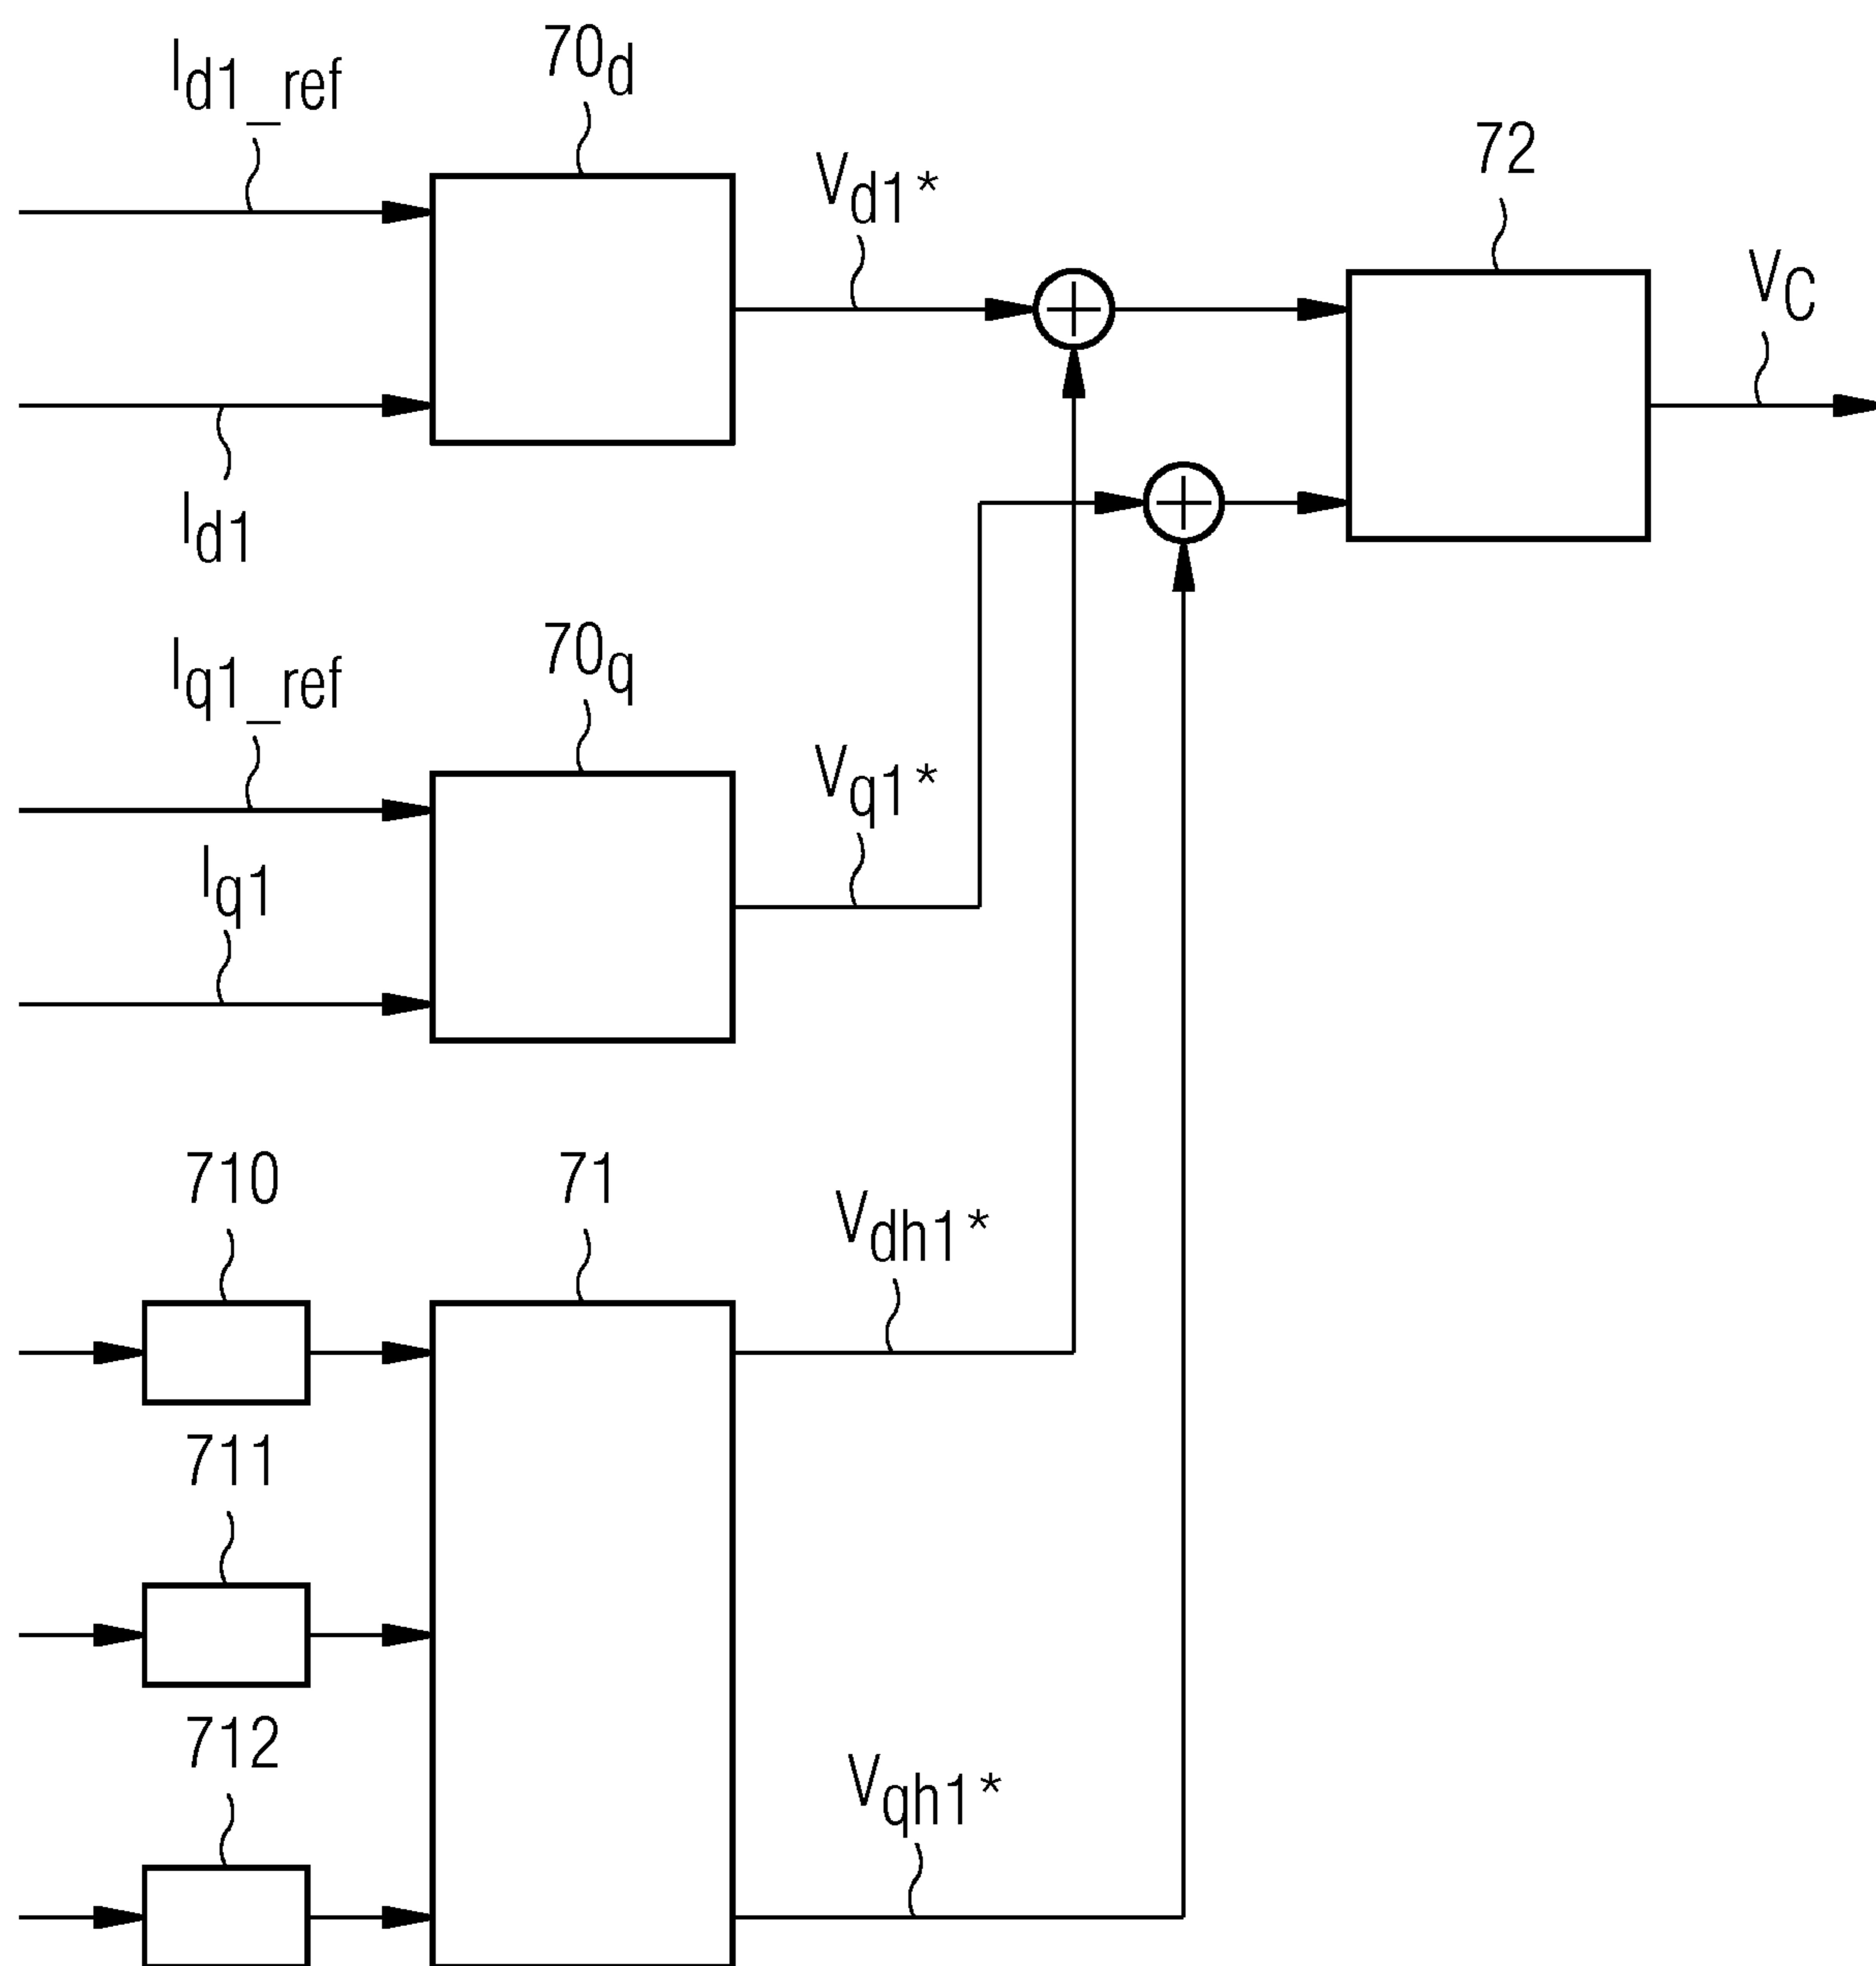 Id1_ref
70d
Vd1*
72
VC
Id1
Iq1_ref
70q
Vq1*
Iq1
710
71
Vdh1*
711
712
Vqh1*